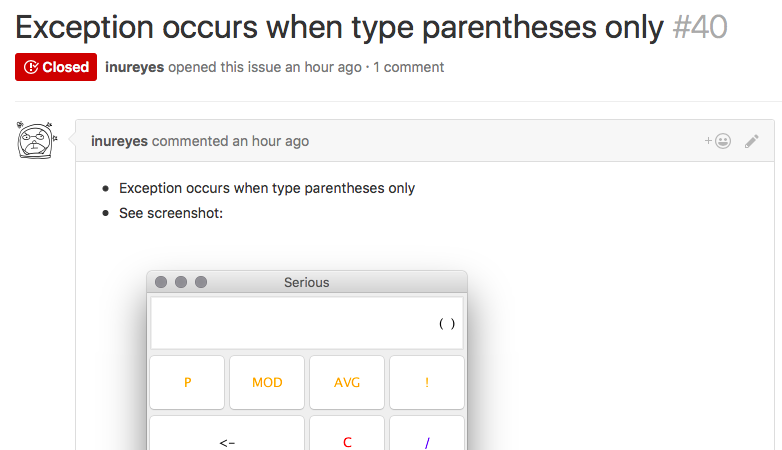 Exception occurs when type parentheses only #40
Closed inureyes opened this issue an hour ago · 1 comment
inureyes commented an hour ago
• Exception occurs when type parentheses only
• See screenshot:
Serious
( )
P MOD AVG !
<- C /